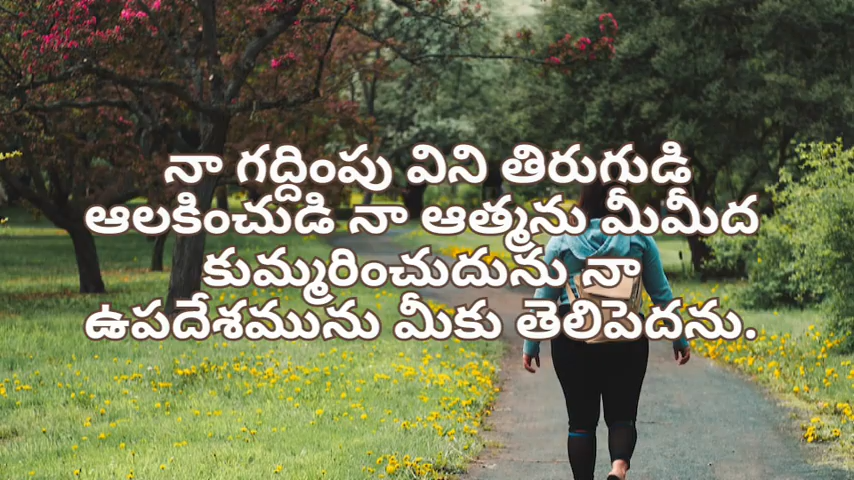 నా గద్దింపు విని తిరుగుడి
ఆలకించుడి నా ఆత్మను మీమీద
కుమ్మరించుదును నా
ఉపదేశమును మీకు తెలిపెదను.